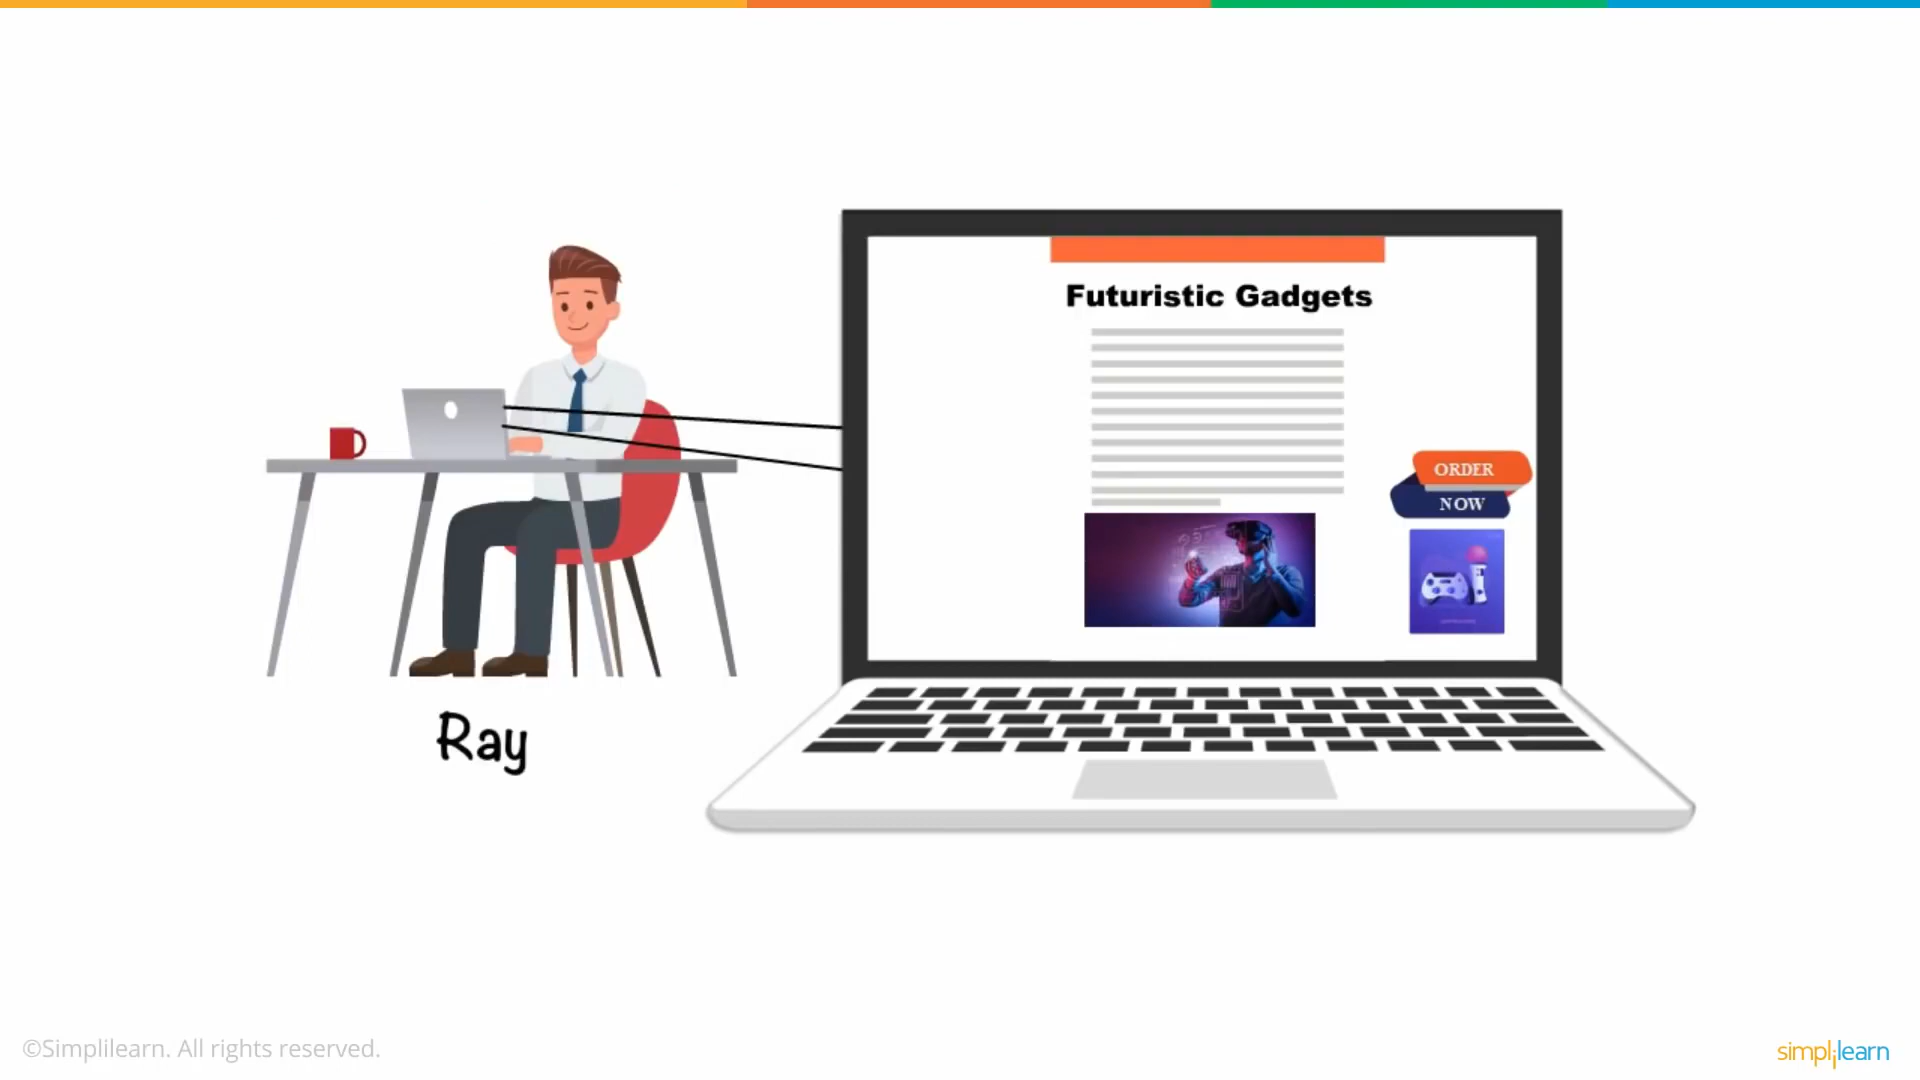 Futuristic Gadgets
ORDER
NOW
Ray
©Simplilearn. All rights reserved.
simplilearn